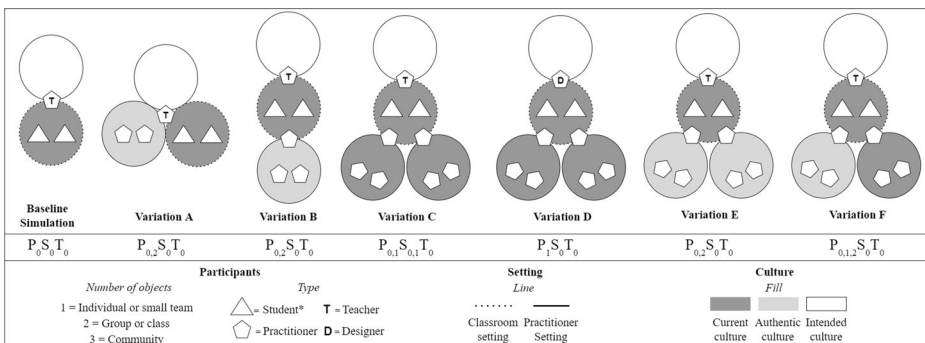 T
T
T
T
D
T
T
Baseline
Simulation
Variation A
Variation B
Variation C
Variation D
Variation E
Variation F
P₀S₀T₀
P₀,₂S₀T₀
P₀,₂S₀T₀
P₀,₁S₀,₁T₀
P₁S₀T₀
P₀,₂S₀T₀
P₀,₁,₂S₀T₀
Participants
Setting
Culture
Number of objects
Type
Line
Fill
1 = Individual or small team
2 = Group or class
3 = Community
= Student*
T = Teacher
= Practitioner
D = Designer
Classroom
setting
Practitioner
Setting
Current
culture
Authentic
culture
Intended
culture